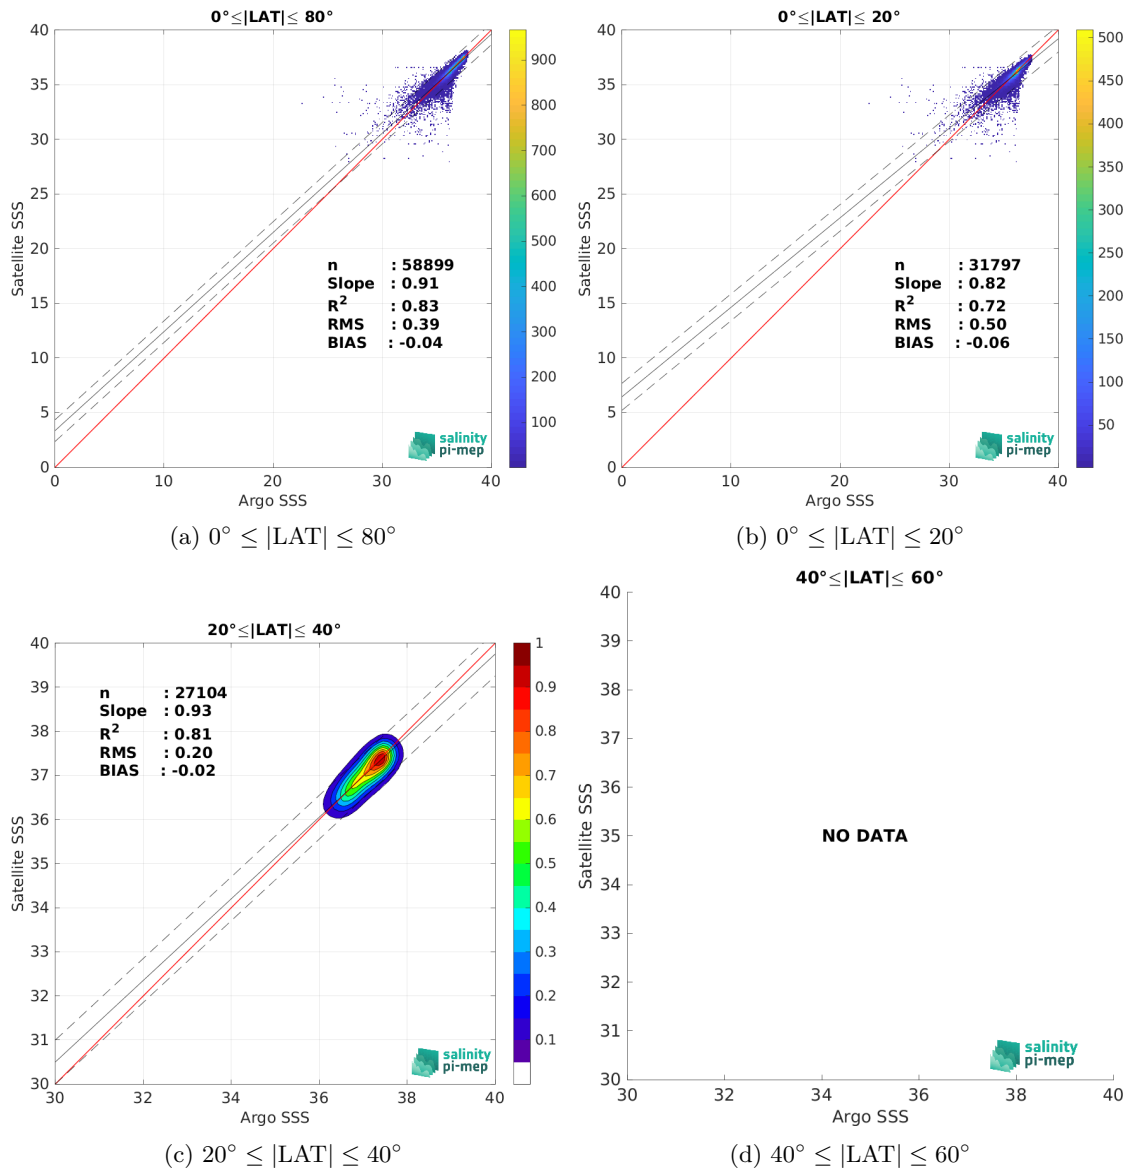 0°≤|LAT|≤ 80°
40
35
30
25
20
15
10
5
0
0
10
20
30
40
Satellite SSS
Argo SSS
n : 58899
Slope : 0.91
R² : 0.83
RMS : 0.39
BIAS : -0.04
salinity
pi-mep
900
800
700
600
500
400
300
200
100
(a) 0° ≤ |LAT| ≤ 80°
0°≤|LAT|≤ 20°
40
35
30
25
20
15
10
5
0
0
10
20
30
40
Satellite SSS
Argo SSS
n : 31797
Slope : 0.82
R² : 0.72
RMS : 0.50
BIAS : -0.06
salinity
pi-mep
500
450
400
350
300
250
200
150
100
50
(b) 0° ≤ |LAT| ≤ 20°
20°≤|LAT|≤ 40°
40
39
38
37
36
35
34
33
32
31
30
30
32
34
36
38
40
Satellite SSS
Argo SSS
n : 27104
Slope : 0.93
R² : 0.81
RMS : 0.20
BIAS : -0.02
salinity
pi-mep
1
0.9
0.8
0.7
0.6
0.5
0.4
0.3
0.2
0.1
(c) 20° ≤ |LAT| ≤ 40°
40°≤|LAT|≤ 60°
40
39
38
37
36
35
34
33
32
31
30
30
32
34
36
38
40
Satellite SSS
Argo SSS
NO DATA
salinity
pi-mep
(d) 40° ≤ |LAT| ≤ 60°